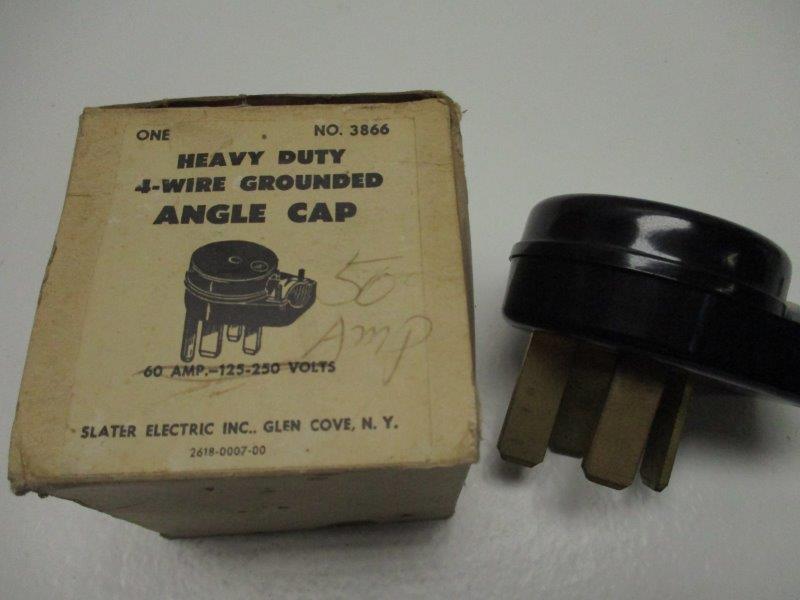 ONE NO. 3866
HEAVY DUTY
4-WIRE GROUNDED
ANGLE CAP
50
Amp
60 AMP.-125-250 VOLTS
SLATER ELECTRIC INC., GLEN COVE, N. Y.
2618-0007-00